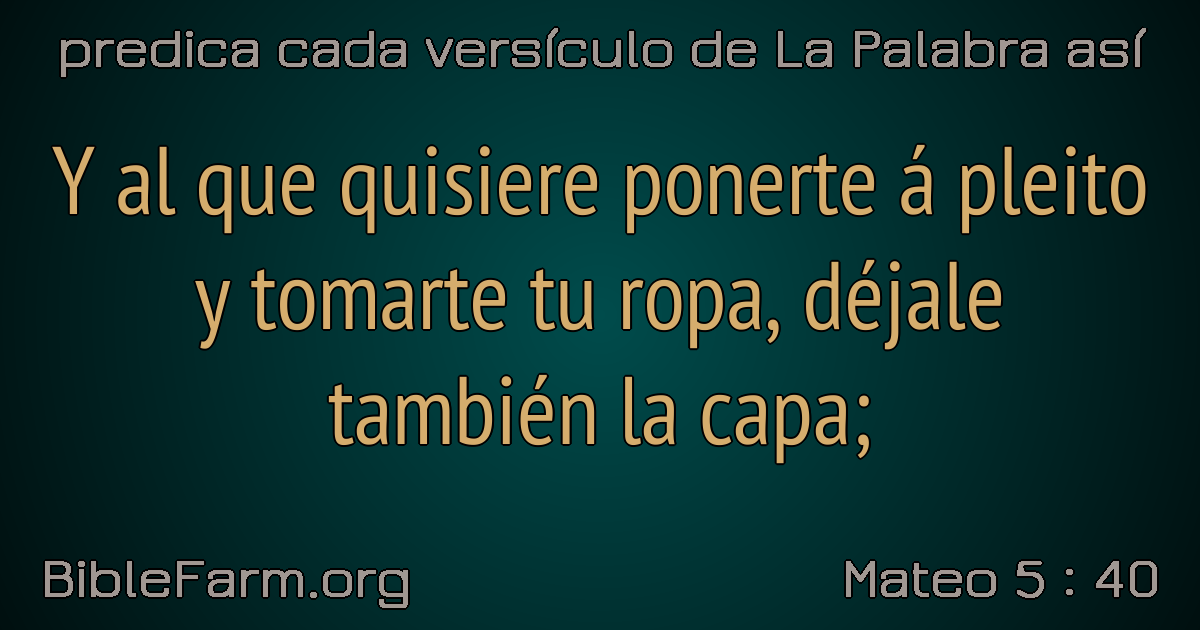 predica cada versículo de La Palabra así
Y al que quisiere ponerte á pleito
y tomarte tu ropa, déjale
también la capa;
BibleFarm.org
Mateo 5 : 40